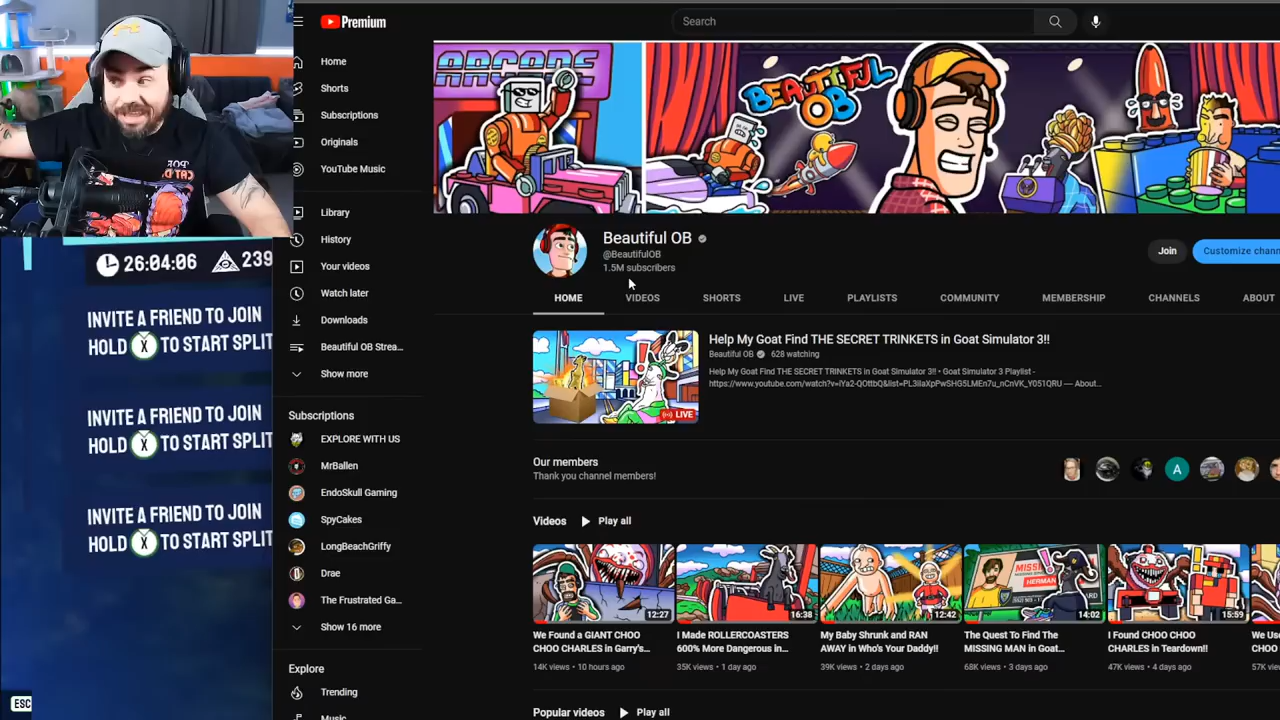 Premium
Search
ARCADE
BEAUTIFUL
OB
Home
Shorts
Subscriptions
Originals
YouTube Music
Library
History
Your videos
Watch later
Downloads
Beautiful OB Strea...
Show more
Subscriptions
EXPLORE WITH US
MrBallen
EndoSkull Gaming
SpyCakes
LongBeachGriffy
Drae
The Frustrated Ga...
Show 16 more
Explore
Trending
Music
26:04:06
239
INVITE A FRIEND TO JOIN
HOLD X TO START SPLIT
INVITE A FRIEND TO JOIN
HOLD X TO START SPLIT
INVITE A FRIEND TO JOIN
HOLD X TO START SPLIT
ESC
Beautiful OB
@BeautifulOB
1.5M subscribers
Join
Customize chann
HOME
VIDEOS
SHORTS
LIVE
PLAYLISTS
COMMUNITY
MEMBERSHIP
CHANNELS
ABOUT
LIVE
Help My Goat Find THE SECRET TRINKETS in Goat Simulator 3!!
Beautiful OB 628 watching
Help My Goat Find THE SECRET TRINKETS in Goat Simulator 3!! • Goat Simulator 3 Playlist -
Our members
Thank you channel members!
A
Videos Play all
12:27
We Found a GIANT CHOO
CHOO CHARLES in Garry's...
14K views • 10 hours ago
16:38
I Made ROLLERCOASTERS
600% More Dangerous in...
35K views • 1 day ago
12:42
My Baby Shrunk and RAN
AWAY in Who's Your Daddy!!
39K views • 2 days ago
HERMAN
14:02
The Quest To Find The
MISSING MAN in Goat...
68K views • 3 days ago
15:59
I Found CHOO CHOO
CHARLES in Teardown!!
47K views • 4 days ago
We Us
CHOO
57K vie
Popular videos Play all